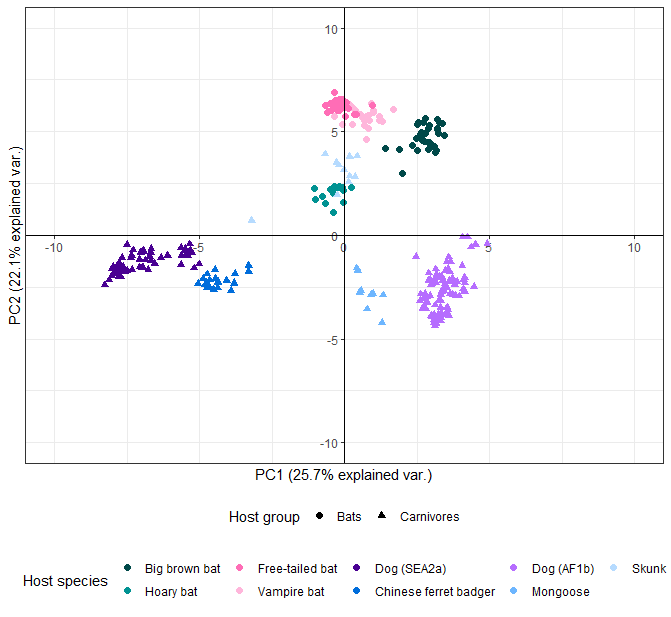 10
5
-10
-5
0
0
5
10
-5
-10
PC2 (22.1% explained var.)
PC1 (25.7% explained var.)
Host group Bats Carnivores
Host species
Big brown bat Free-tailed bat Dog (SEA2a) Dog (AF1b) Skunk
Hoary bat Vampire bat Chinese ferret badger Mongoose